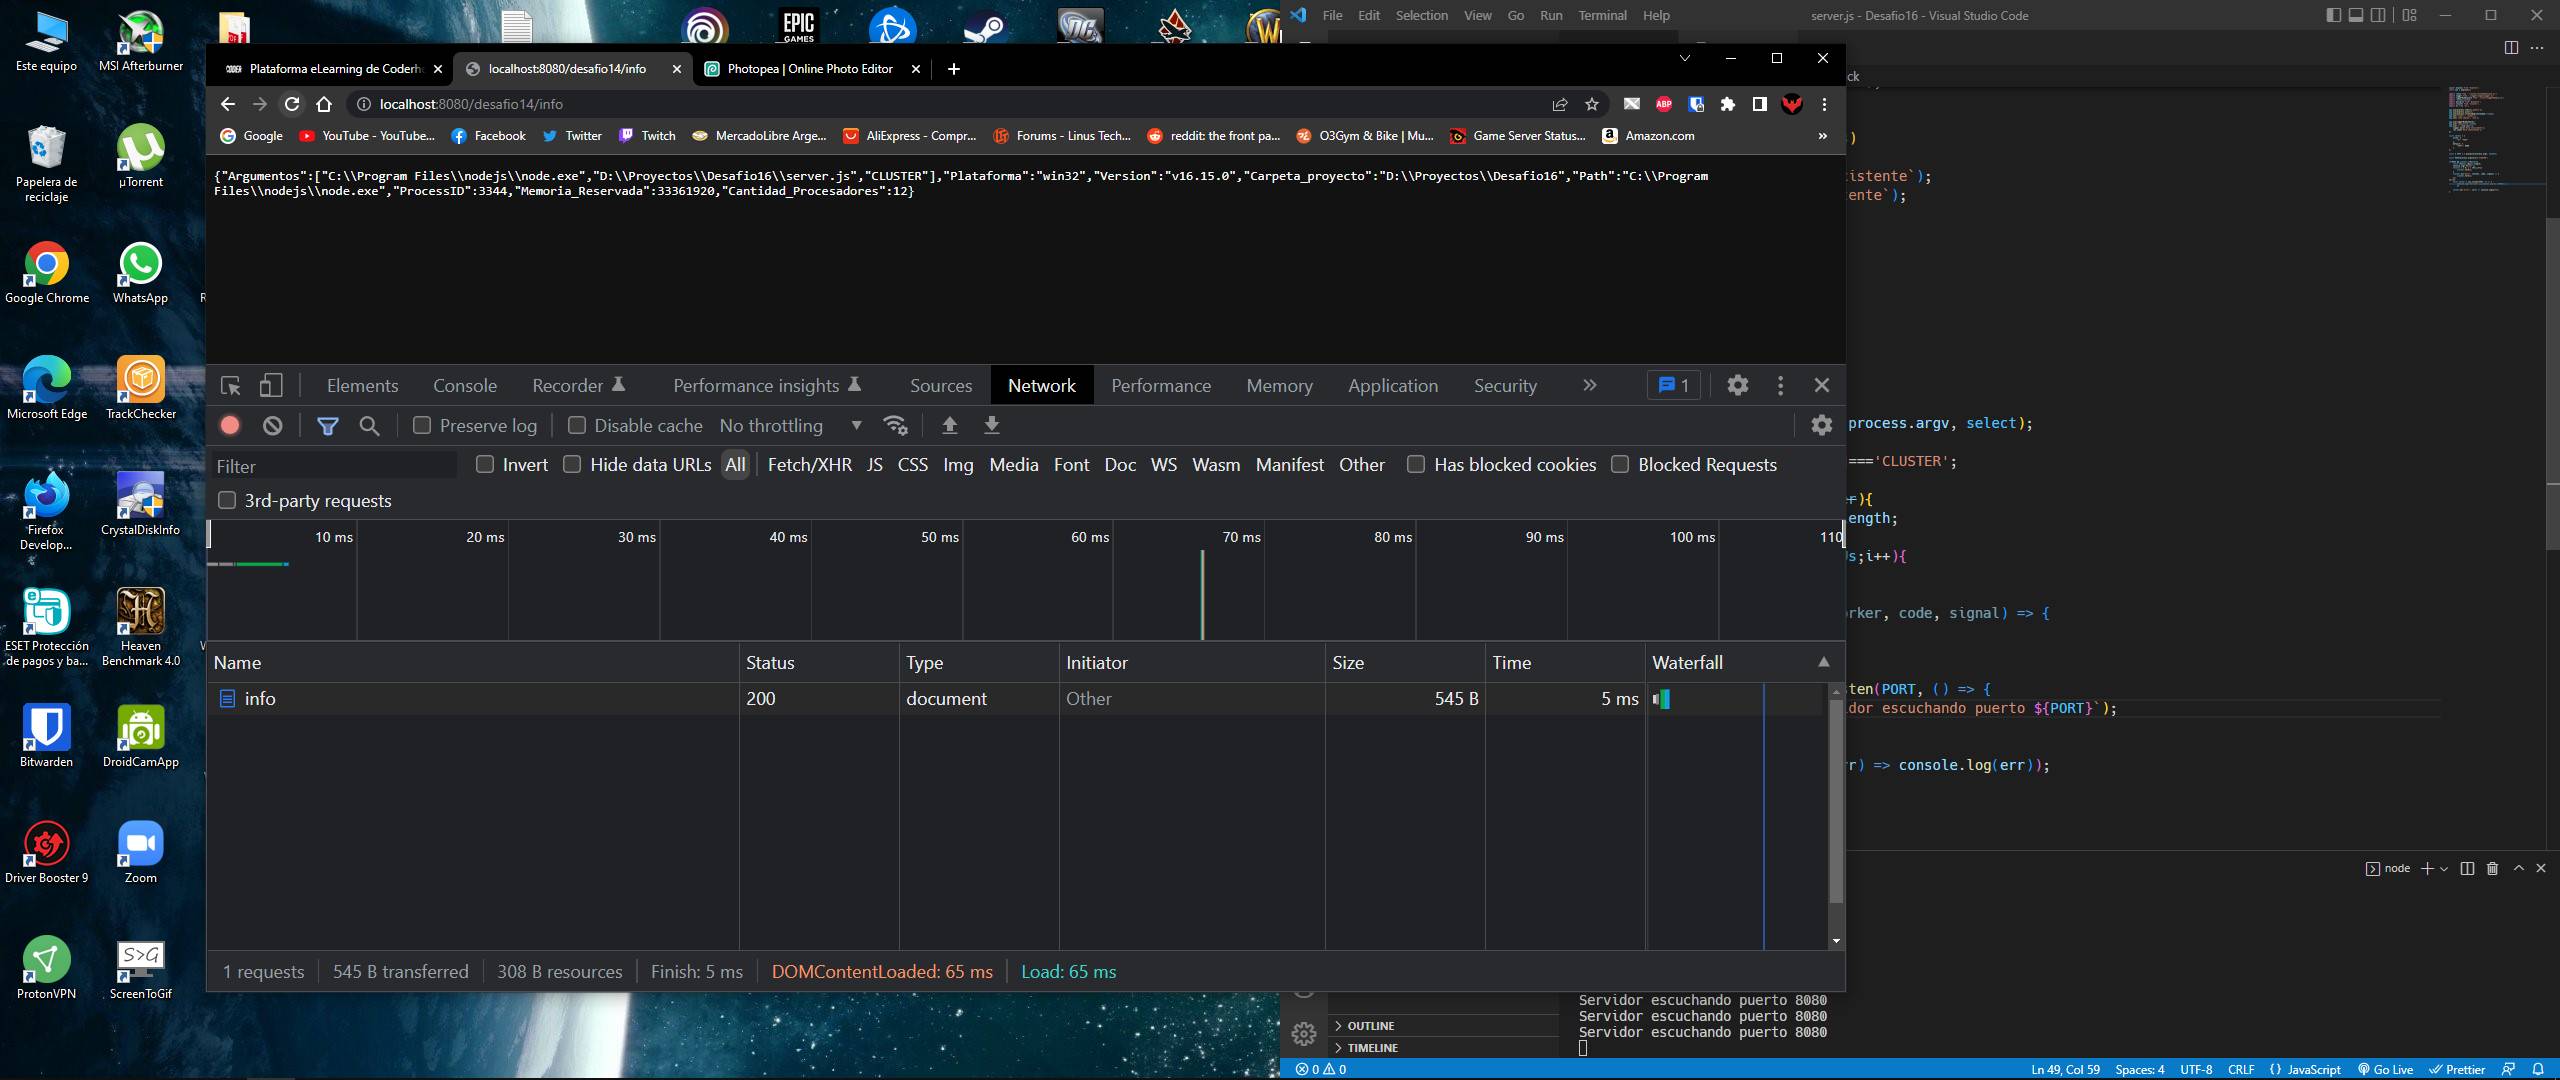 Este equipo
MSI Afterburner
Papelera de
reciclaje
µTorrent
Google Chrome
WhatsApp
Microsoft Edge
TrackChecker
Firefox
Develop...
CrystalDiskInfo
ESET Protección
de pagos y ba...
Heaven
Benchmark 4.0
Bitwarden
DroidCamApp
Driver Booster 9
Zoom
ProtonVPN
S>G
ScreenToGif
EPIC
GAMES
Plataforma eLearning de Coderh
localhost:8080/desafio14/info
Photopea | Online Photo Editor
localhost:8080/desafio14/info
ABP
Google
YouTube - YouTube...
Facebook
Twitter
Twitch
MercadoLibre Arge...
AliExpress - Compr...
Forums - Linus Tech...
reddit: the front pa...
O3Gym & Bike | Mu...
Game Server Status...
Amazon.com
{"Argumentos":["C:\\Program Files\\nodejs\\node.exe","D:\\Proyectos\\Desafio16\\server.js","CLUSTER"],"Plataforma":"win32","Version":"v16.15.0","Carpeta_proyecto":"D:\\Proyectos\\Desafio16","Path":"C:\\Program
Files\\nodejs\\node.exe","ProcessID":3344,"Memoria_Reservada":33361920,"Cantidad_Procesadores":12}
Elements Console Recorder Performance insights Sources Network Performance Memory Application Security 1
Preserve log Disable cache No throttling
Filter Invert Hide data URLs All Fetch/XHR JS CSS Img Media Font Doc WS Wasm Manifest Other Has blocked cookies Blocked Requests
3rd-party requests
10 ms 20 ms 30 ms 40 ms 50 ms 60 ms 70 ms 80 ms 90 ms 100 ms 110
Name Status Type Initiator Size Time Waterfall
info 200 document Other 545 B 5 ms
1 requests 545 B transferred 308 B resources Finish: 5 ms DOMContentLoaded: 65 ms Load: 65 ms
File Edit Selection View Go Run Terminal Help
server.js - Desafio16 - Visual Studio Code
ck
)
istente`);
ente`);
process.argv, select);
==='CLUSTER';
){
ength;
s;i++){
rker, code, signal) => {
ten(PORT, () => {
dor escuchando puerto ${PORT}`);
r) => console.log(err));
node
Servidor escuchando puerto 8080
Servidor escuchando puerto 8080
Servidor escuchando puerto 8080
OUTLINE
TIMELINE
0 0
Ln 49, Col 59 Spaces: 4 UTF-8 CRLF {} JavaScript Go Live Prettier